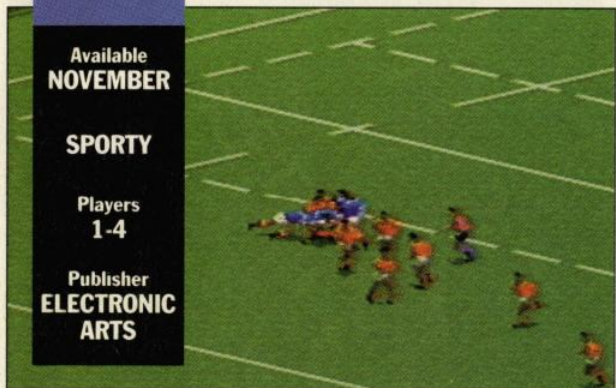 Available
NOVEMBER
SPORTY
Players
1-4
Publisher
ELECTRONIC
ARTS